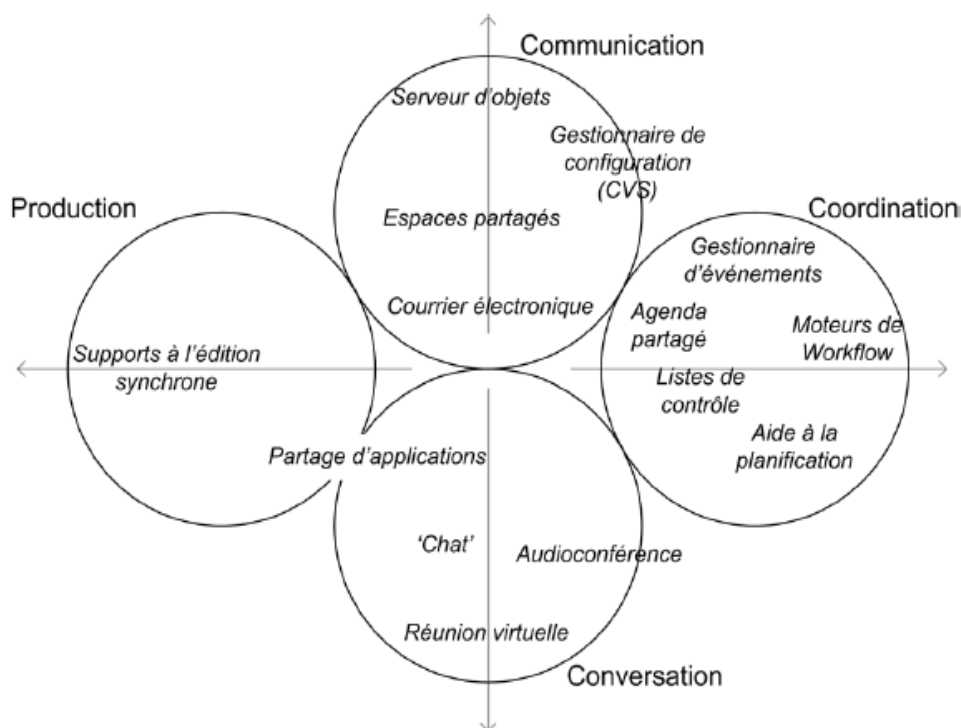 Communication
Serveur d'objets
Gestionnaire de
configuration
(CVS)
Espaces partagés
Courrier électronique
Production
Supports à l'édition
synchrone
Coordination
Gestionnaire
d'événements
Agenda
partagé
Moteurs de
Workflow
Listes de
contrôle
Aide à la
planification
Partage d'applications
'Chat'
Audioconférence
Réunion virtuelle
Conversation